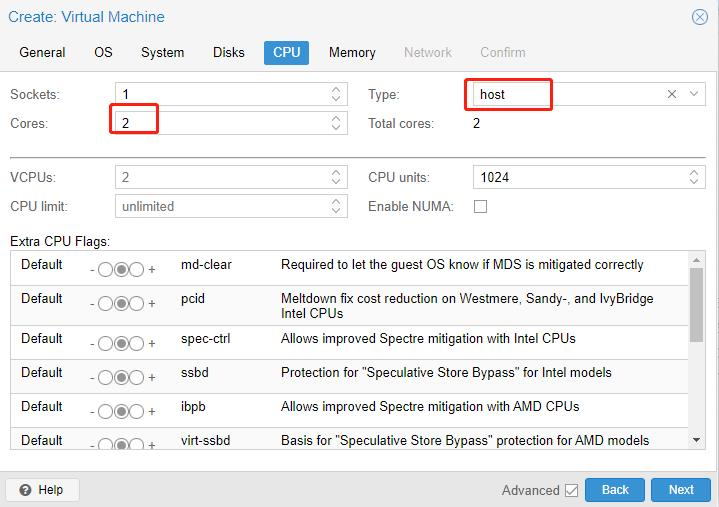 Create: Virtual Machine
General OS System Disks CPU Memory Network Confirm
Sockets: 1 Type: host
Cores: 2 Total cores: 2
VCPUs: 2 CPU units: 1024
CPU limit: unlimited Enable NUMA:
Extra CPU Flags:
Default - + md-clear Required to let the guest OS know if MDS is mitigated correctly
Default - + pcid Meltdown fix cost reduction on Westmere, Sandy-, and IvyBridge
Intel CPUs
Default - + spec-ctrl Allows improved Spectre mitigation with Intel CPUs
Default - + ssbd Protection for "Speculative Store Bypass" for Intel models
Default - + ibpb Allows improved Spectre mitigation with AMD CPUs
Default - + virt-ssbd Basis for "Speculative Store Bypass" protection for AMD models
Help Advanced Back Next